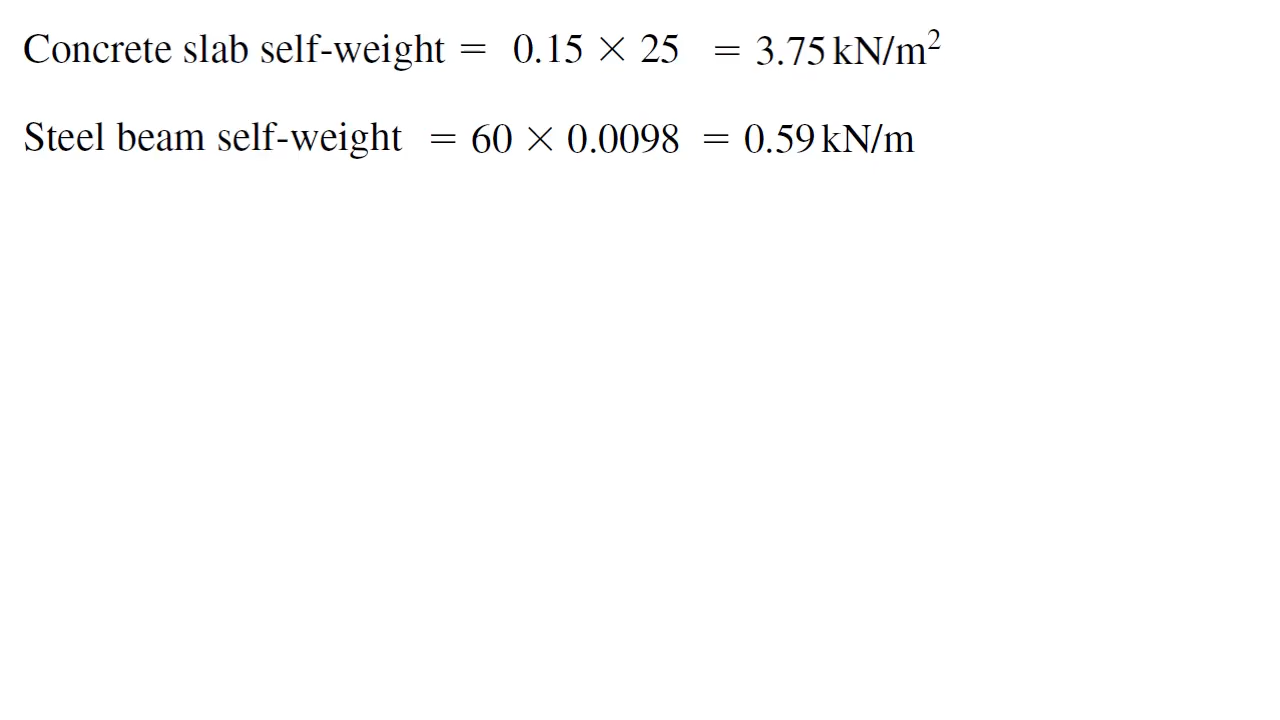 Concrete slab self-weight = 0.15 × 25 = 3.75 kN/m²
Steel beam self-weight = 60 × 0.0098 = 0.59 kN/m